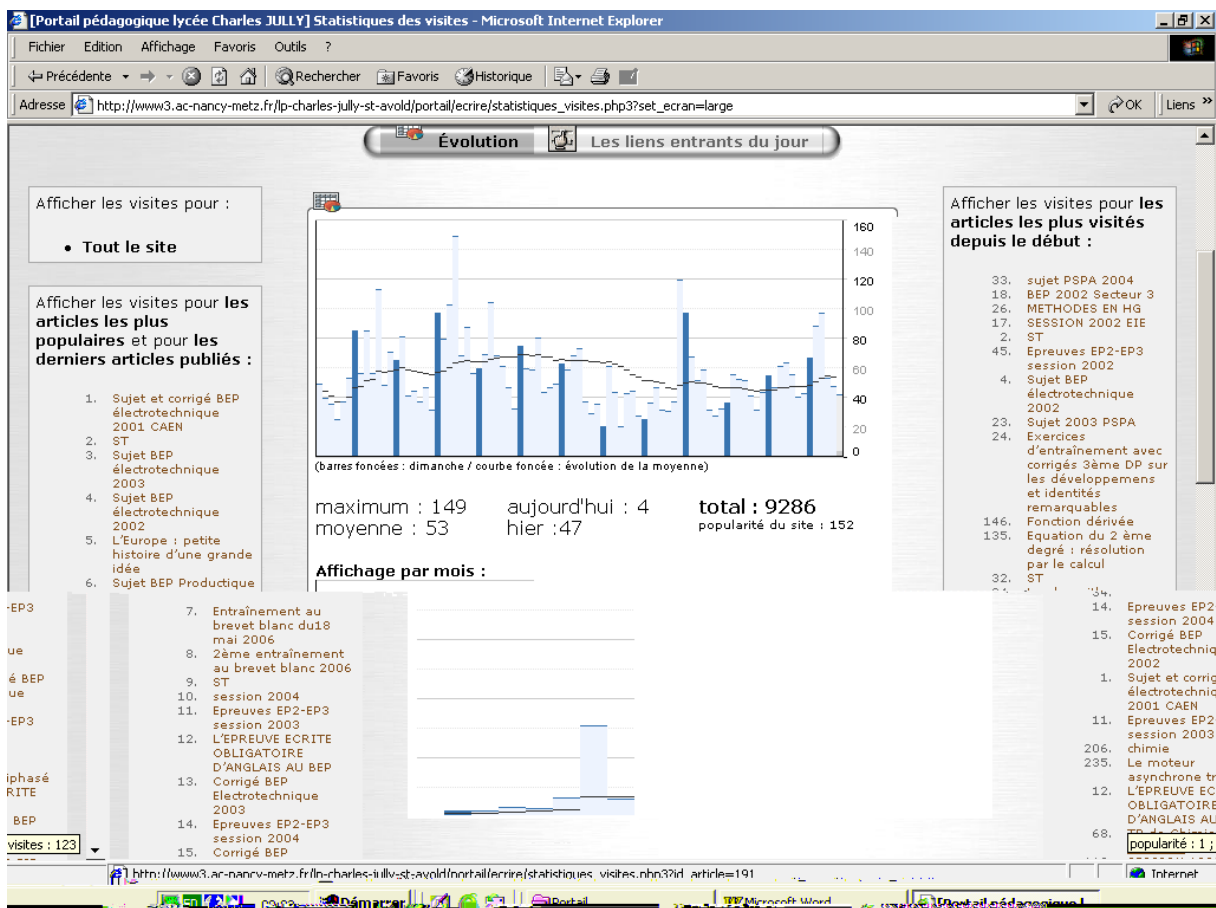 [Portail pédagogique lycée Charles JULLY] Statistiques des visites - Microsoft Internet Explorer
Fichier Edition Affichage Favoris Outils ?
Précédente Rechercher Favoris Historique
Adresse http://www3.ac-nancy-metz.fr/lp-charles-jully-st-avold/portail/ecrire/statistiques_visites.php3?set_ecran=large OK Liens »
Évolution Les liens entrants du jour
Afficher les visites pour :
• Tout le site
Afficher les visites pour les
articles les plus
populaires et pour les
derniers articles publiés :
1. Sujet et corrigé BEP
électrotechnique
2001 CAEN
2. ST
3. Sujet BEP
électrotechnique
2003
4. Sujet BEP
électrotechnique
2002
5. L'Europe : petite
histoire d'une grande
idée
6. Sujet BEP Productique
160
140
120
100
80
60
40
20
0
(barres foncées : dimanche / courbe foncée : évolution de la moyenne)
maximum : 149 aujourd'hui : 4 total : 9286
moyenne : 53 hier :47 popularité du site : 152
Affichage par mois :
Afficher les visites pour les
articles les plus visités
depuis le début :
33. sujet PSPA 2004
18. BEP 2002 Secteur 3
26. METHODES EN HG
17. SESSION 2002 EIE
2. ST
45. Epreuves EP2-EP3
session 2002
4. Sujet BEP
électrotechnique
2002
23. Sujet 2003 PSPA
24. Exercices
d'entraînement avec
corrigés 3ème DP sur
les développemens
et identités
remarquables
146. Fonction dérivée
135. Equation du 2 ème
degré : résolution
par le calcul
32. ST
-EP3
ue
é BEP
ue
-EP3
iphasé
RITE
BEP
visites : 123
7. Entraînement au
brevet blanc du18
mai 2006
8. 2ème entraînement
au brevet blanc 2006
9. ST
10. session 2004
11. Epreuves EP2-EP3
session 2003
12. L'EPREUVE ECRITE
OBLIGATOIRE
D'ANGLAIS AU BEP
13. Corrigé BEP
Electrotechnique
2003
14. Epreuves EP2-EP3
session 2004
15. Corrigé BEP
34.
14. Epreuves EP2
session 2004
15. Corrigé BEP
Electrotechniq
2002
1. Sujet et corrig
électrotechniq
2001 CAEN
11. Epreuves EP2
session 2003
206. chimie
235. Le moteur
asynchrone tr
12. L'EPREUVE EC
OBLIGATOIRE
D'ANGLAIS AU
68.
popularité : 1 ;
http://www3.ac-nancy-metz.fr/lp-charles-jully-st-avold/portail/ecrire/statistiques_visites.php3?id_article=191 Internet
Démarrer Portail Microsoft Word [Portail pédagogique l